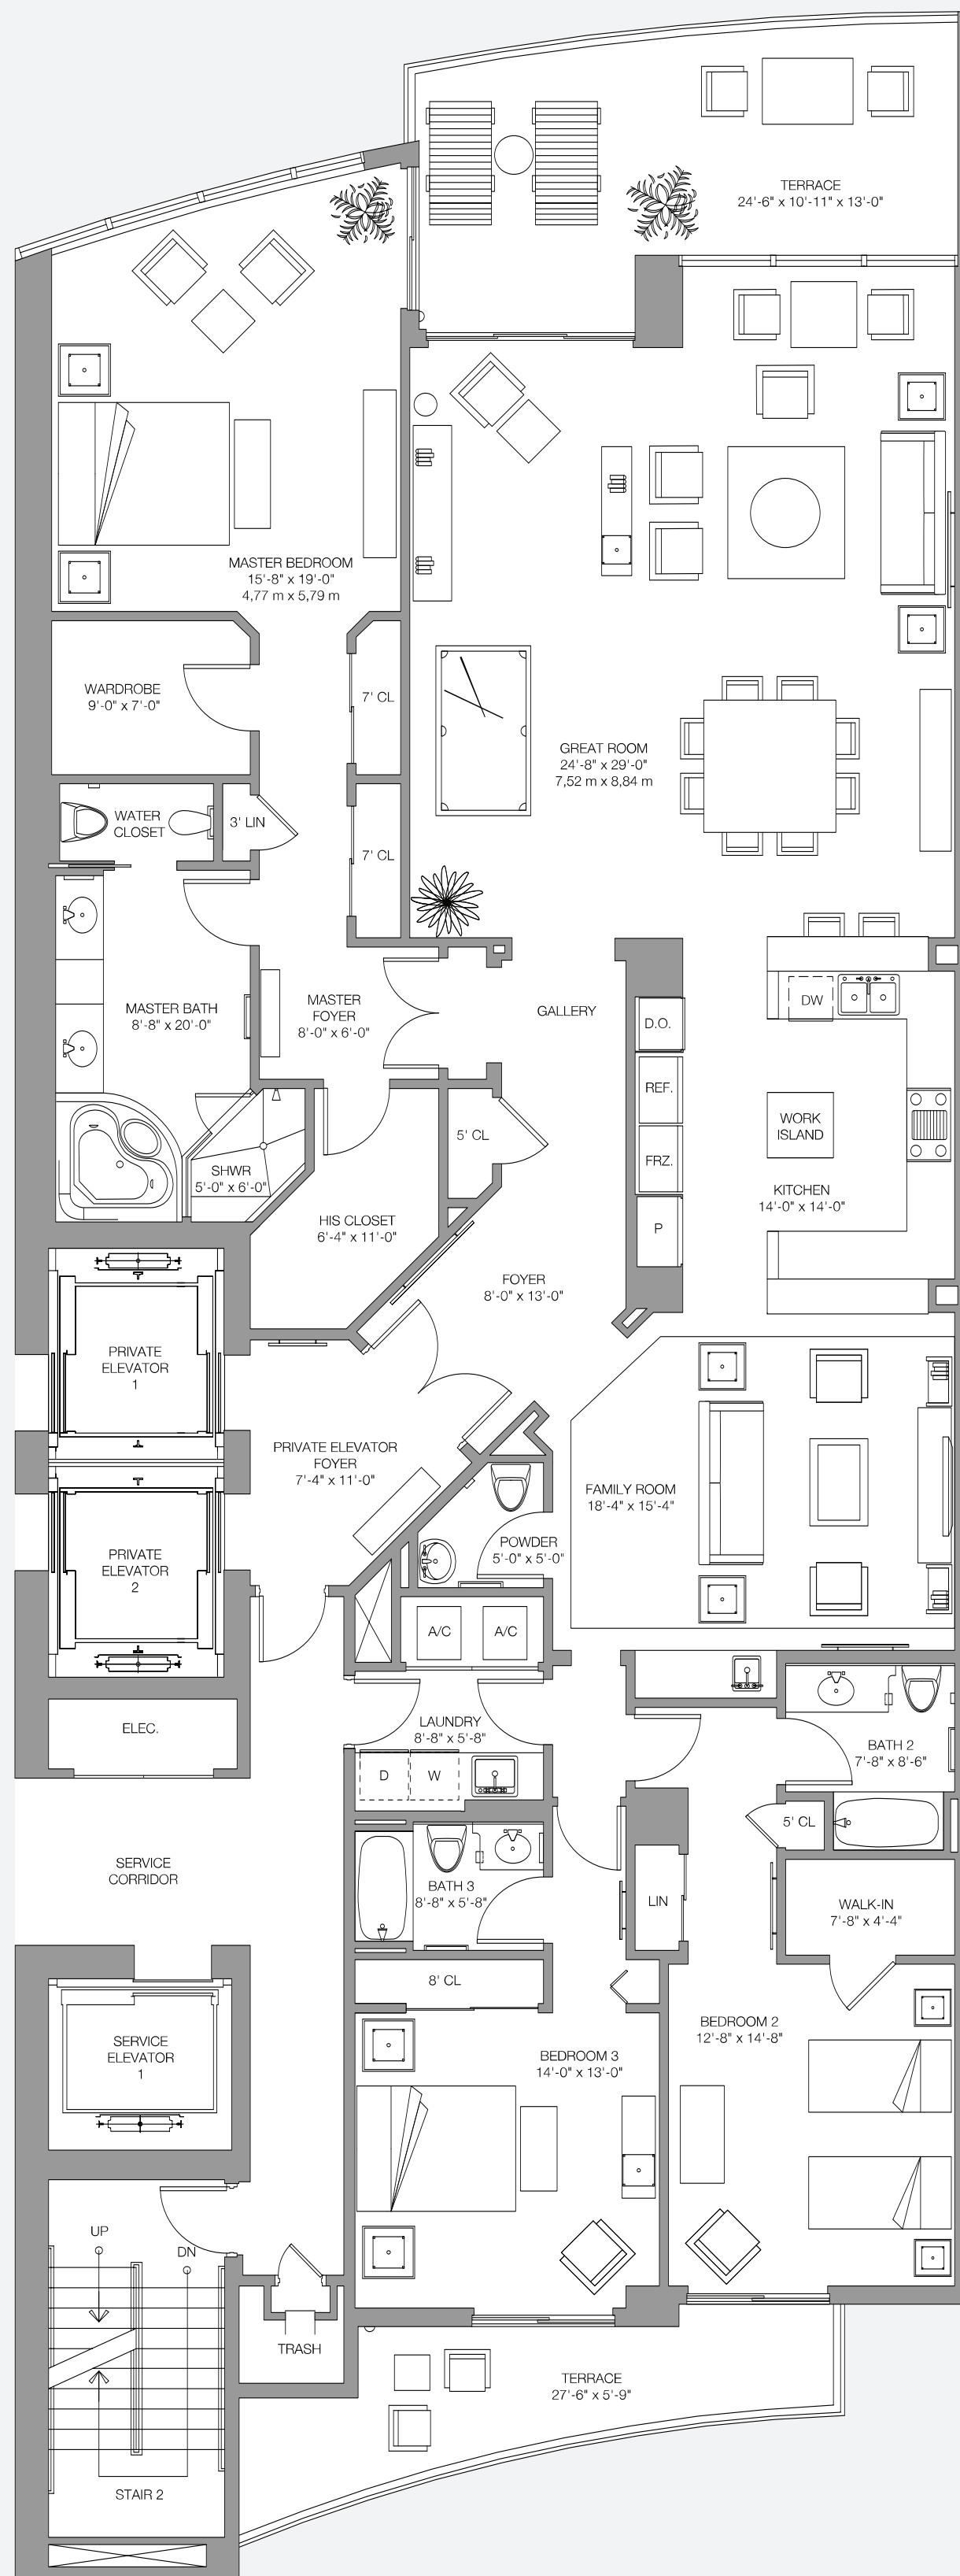 TERRACE
24'-6" x 10'-11" x 13'-0"
MASTER BEDROOM
15'-8" x 19'-0"
4,77 m x 5,79 m
WARDROBE
9'-0" x 7'-0"
7' CL
GREAT ROOM
24'-8" x 29'-0"
7,52 m x 8,84 m
WATER
CLOSET
3' LIN
7' CL
MASTER BATH
8'-8" x 20'-0"
MASTER
FOYER
8'-0" x 6'-0"
GALLERY
D.O.
DW
REF.
WORK
ISLAND
5' CL
FRZ.
SHWR
5'-0" x 6'-0"
KITCHEN
14'-0" x 14'-0"
HIS CLOSET
6'-4" x 11'-0"
P
FOYER
8'-0" x 13'-0"
PRIVATE
ELEVATOR
1
PRIVATE ELEVATOR
FOYER
7'-4" x 11'-0"
FAMILY ROOM
18'-4" x 15'-4"
PRIVATE
ELEVATOR
2
POWDER
5'-0" x 5'-0"
A/C
A/C
ELEC.
LAUNDRY
8'-8" x 5'-8"
BATH 2
7'-8" x 8'-6"
D
W
5' CL
SERVICE
CORRIDOR
BATH 3
8'-8" x 5'-8"
LIN
WALK-IN
7'-8" x 4'-4"
8' CL
BEDROOM 2
12'-8" x 14'-8"
SERVICE
ELEVATOR
1
BEDROOM 3
14'-0" x 13'-0"
UP
DN
TRASH
TERRACE
27'-6" x 5'-9"
STAIR 2